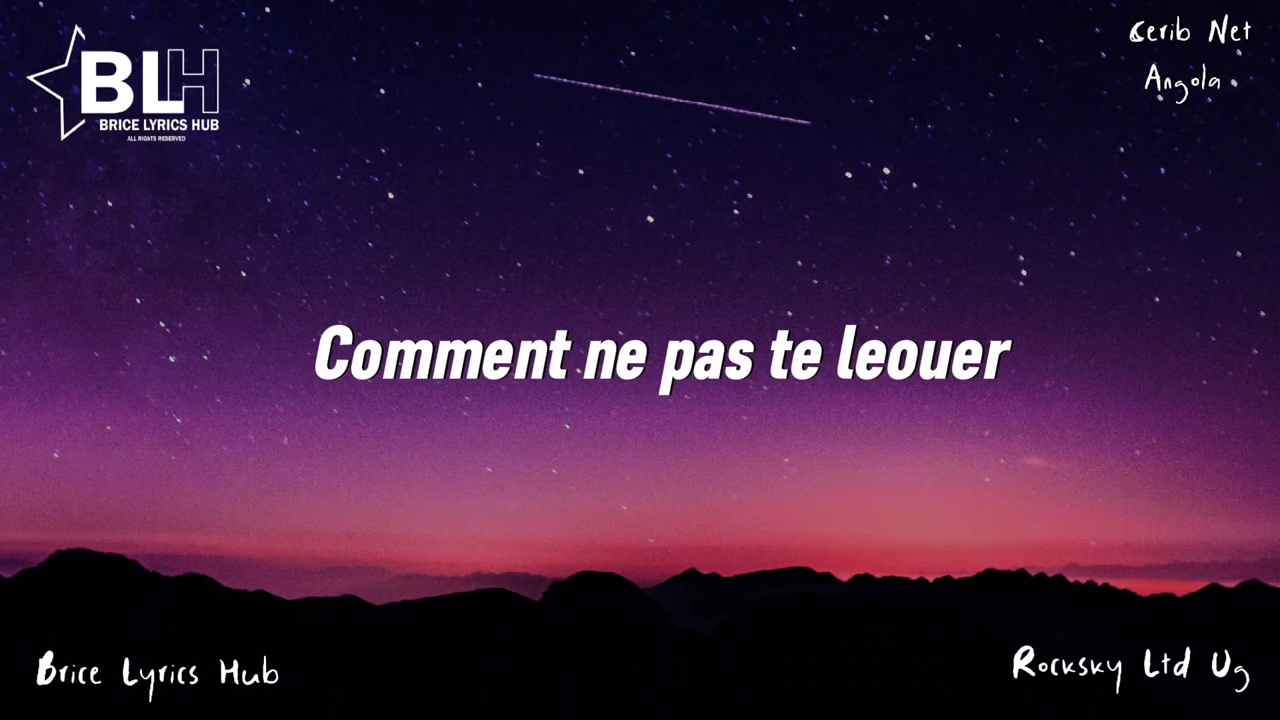 BLH
BRICE LYRICS HUB
ALL RIGHTS RESERVED
Xerib Net
Angola
Comment ne pas te leouer
Brice Lyrics Hub
Rocksky Ltd Ug